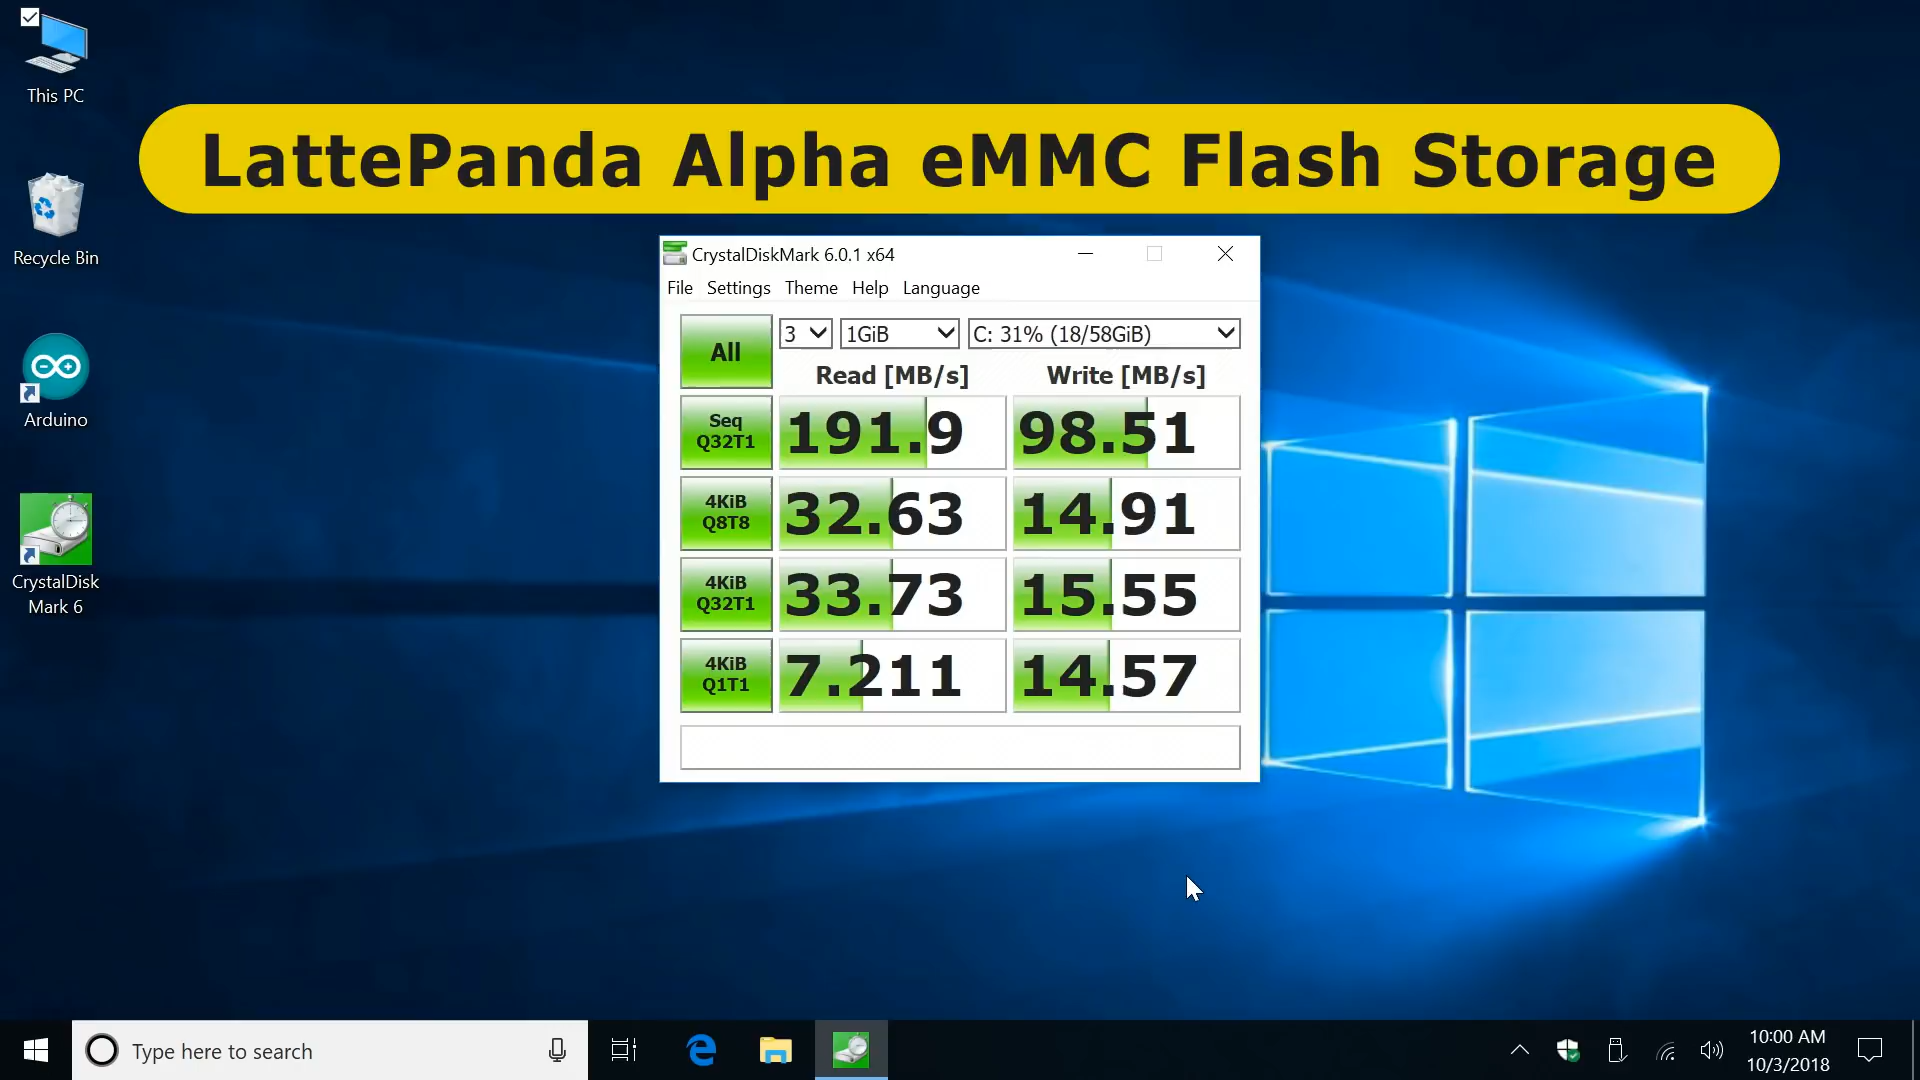 This PC
Recycle Bin
Arduino
CrystalDisk
Mark 6
LattePanda Alpha eMMC Flash Storage
CrystalDiskMark 6.0.1 x64
File Settings Theme Help Language
All 3 1GiB C: 31% (18/58GiB)
Read [MB/s] Write [MB/s]
Seq
Q32T1 191.9 98.51
4KiB
Q8T8 32.63 14.91
4KiB
Q32T1 33.73 15.55
4KiB
Q1T1 7.211 14.57
Type here to search
10:00 AM
10/3/2018